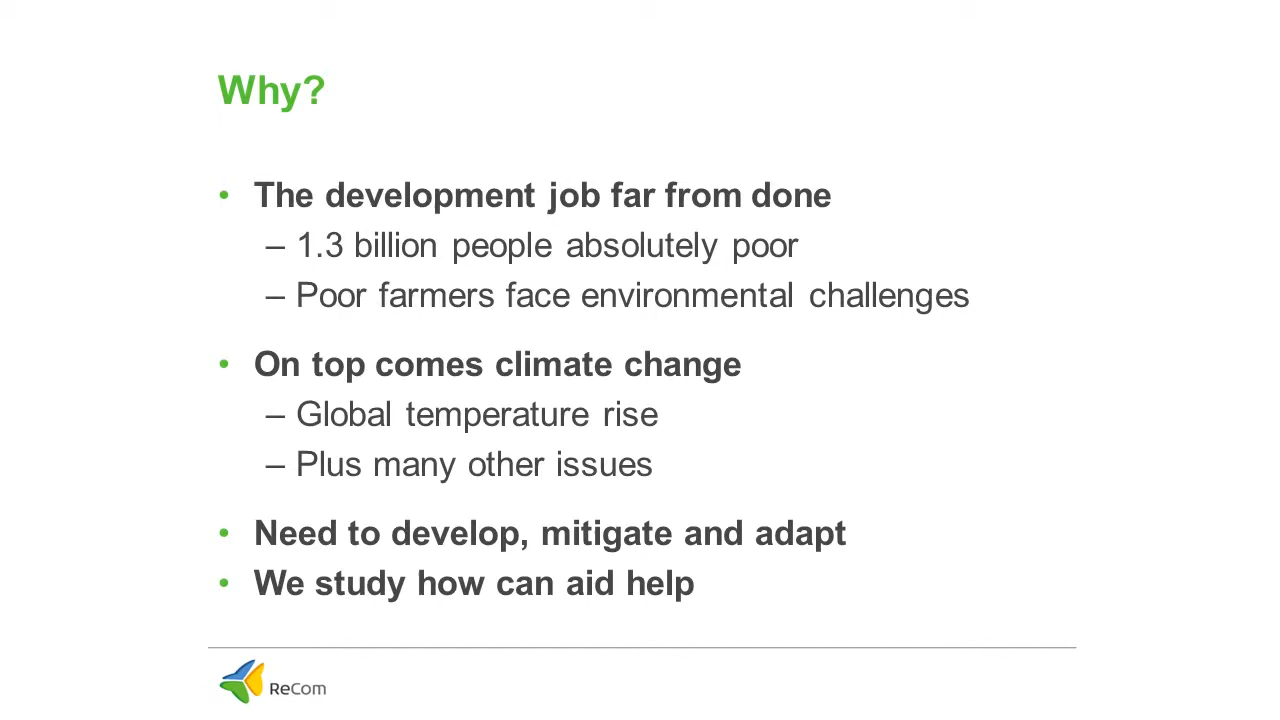 Why?
• The development job far from done
– 1.3 billion people absolutely poor
– Poor farmers face environmental challenges
• On top comes climate change
– Global temperature rise
– Plus many other issues
• Need to develop, mitigate and adapt
• We study how can aid help
ReCom